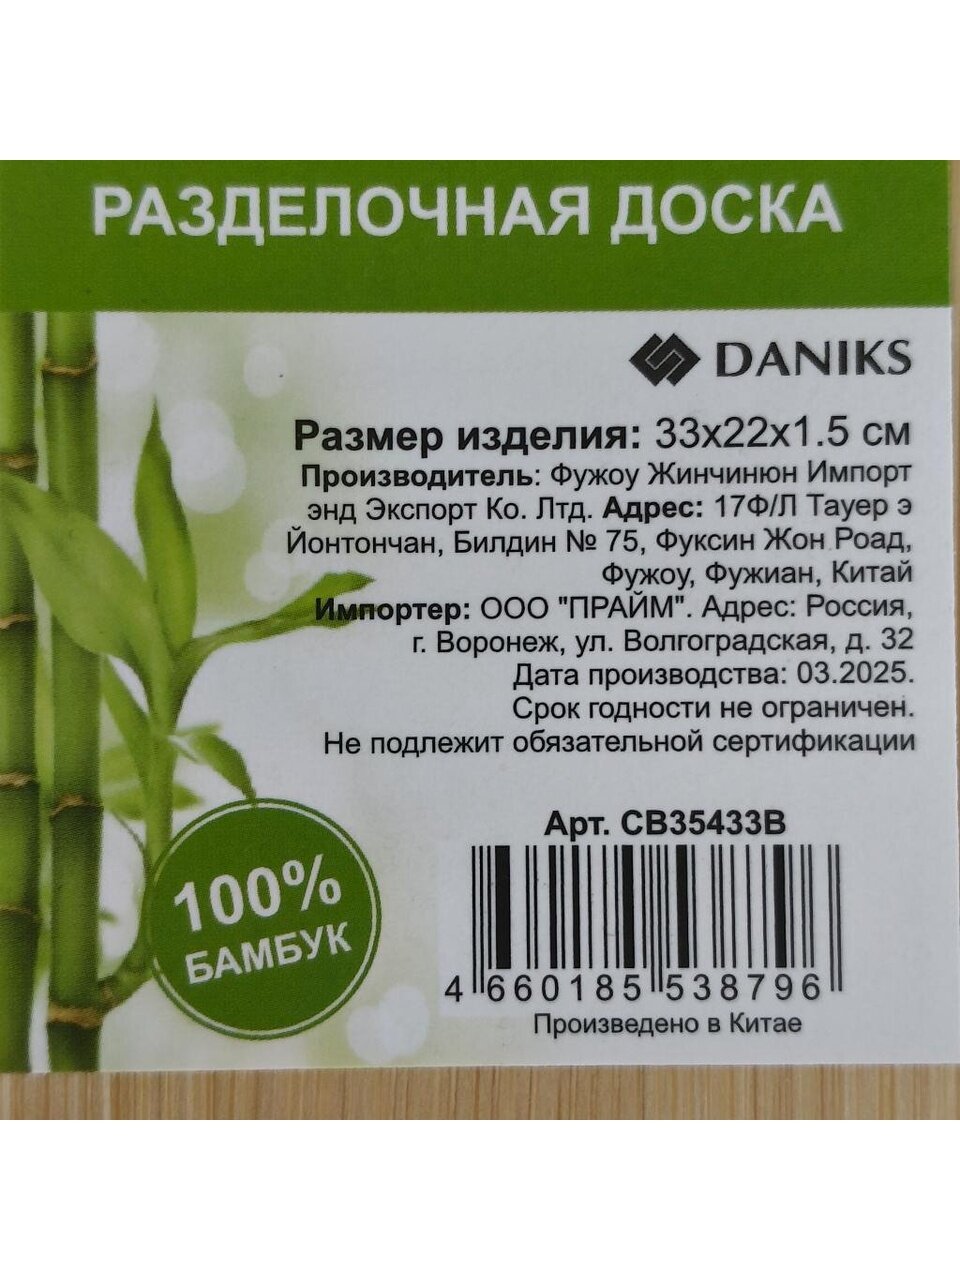 РАЗДЕЛОЧНАЯ ДОСКА
DANIKS
Размер изделия: 33x22x1.5 см
Производитель: Фужоу Жинчинюн Импорт
энд Экспорт Ко. Лтд. Адрес: 17Ф/Л Тауер э
Йонтончан, Билдин № 75, Фуксин Жон Роад,
Фужоу, Фужиан, Китай
Импортер: ООО "ПРАЙМ". Адрес: Россия,
г. Воронеж, ул. Волгоградская, д. 32
Дата производства: 03.2025.
Срок годности не ограничен.
Не подлежит обязательной сертификации
Арт. CB35433B
100%
БАМБУК
4 660185 538796
Произведено в Китае